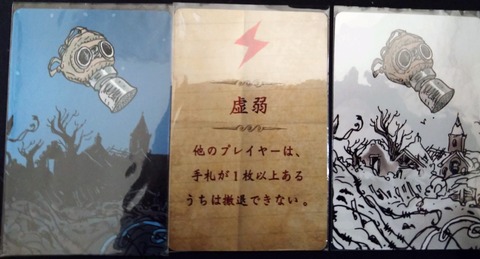 虚弱
他のプレイヤーは、
手札が1枚以上ある
うちは撤退できない。